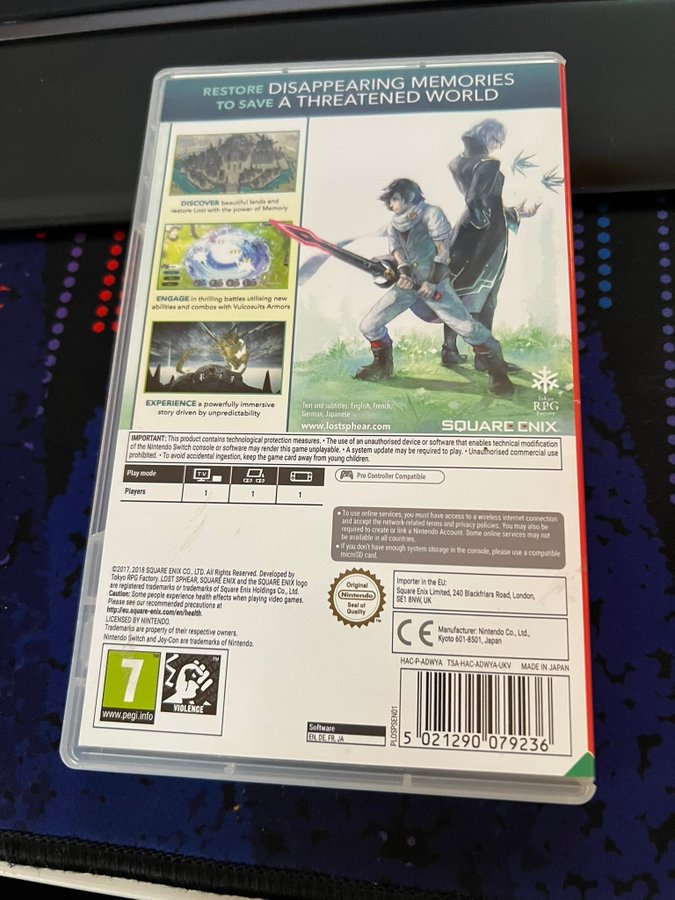 RESTORE DISAPPEARING MEMORIES
TO SAVE A THREATENED WORLD
DISCOVER beautiful lands and
restore Lost with the power of Memory
ENGAGE in thrilling battles utilising new
abilities and combos with Vulcosuits Armors
EXPERIENCE a powerfully immersive
story driven by unpredictability
Text and subtitles: English, French,
German, Japanese
www.lostsphear.com
Tokyo
RPG
Factory
SQUARE ENIX
IMPORTANT: This product contains technological protection measures. • The use of an unauthorised device or software that enables technical modification
of the Nintendo Switch console or software may render this game unplayable. • A system update may be required to play. • Unauthorised commercial use
prohibited. • To avoid accidental ingestion, keep the game card away from young children.
Play mode
TV
Players
1
1
1
Pro Controller Compatible
• To use online services, you must have access to a wireless internet connection
and accept the network-related terms and privacy policies. You may also be
required to create or link a Nintendo Account. Some online services may not
be available in all countries.
• If you don't have enough system storage in the console, please use a compatible
microSD card.
©2017, 2018 SQUARE ENIX CO., LTD. All Rights Reserved. Developed by
Tokyo RPG Factory. LOST SPHEAR, SQUARE ENIX and the SQUARE ENIX logo
are registered trademarks or trademarks of Square Enix Holdings Co., Ltd.
Caution: Some people experience health effects when playing video games.
Please see our recommended precautions at
http://eu.square-enix.com/en/health.
LICENSED BY NINTENDO.
Trademarks are property of their respective owners.
Nintendo Switch and Joy-Con are trademarks of Nintendo.
Original
Nintendo
Seal of
Quality
Importer in the EU:
Square Enix Limited, 240 Blackfriars Road, London,
SE1 8NW, UK
CE
Manufacturer: Nintendo Co., Ltd.,
Kyoto 601-8501, Japan
HAC-P-ADWYA TSA-HAC-ADWYA-UKV MADE IN JAPAN
7
www.pegi.info
VIOLENCE
Software
EN, DE, FR, JA
PLOSPSEN01
5 021290 079236